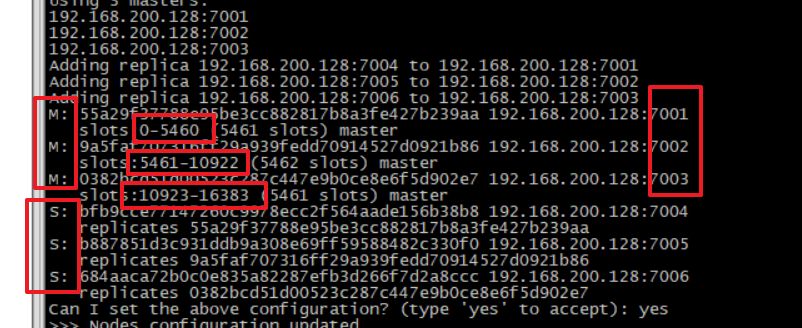 Using 3 masters:
192.168.200.128:7001
192.168.200.128:7002
192.168.200.128:7003
Adding replica 192.168.200.128:7004 to 192.168.200.128:7001
Adding replica 192.168.200.128:7005 to 192.168.200.128:7002
Adding replica 192.168.200.128:7006 to 192.168.200.128:7003
M: 55a29f37788e95be3cc882817b8a3fe427b239aa 192.168.200.128:7001
slots:0-5460 (5461 slots) master
M: 9a5faf707316ff29a939fedd70914527d0921b86 192.168.200.128:7002
slots:5461-10922 (5462 slots) master
M: 0382bcd51d00523c287c447e9b0ce8e6f5d902e7 192.168.200.128:7003
slots:10923-16383 (5461 slots) master
S: bfb9cce77147260c9978ecc2f564aade156b38b8 192.168.200.128:7004
replicates 55a29f37788e95be3cc882817b8a3fe427b239aa
S: b887851d3c931ddb9a308e69ff59588482c330f0 192.168.200.128:7005
replicates 9a5faf707316ff29a939fedd70914527d0921b86
S: 684aaca72b0c0e835a82287efb3d266f7d2a8ccc 192.168.200.128:7006
replicates 0382bcd51d00523c287c447e9b0ce8e6f5d902e7
Can I set the above configuration? (type 'yes' to accept): yes
>>> Nodes configuration updated